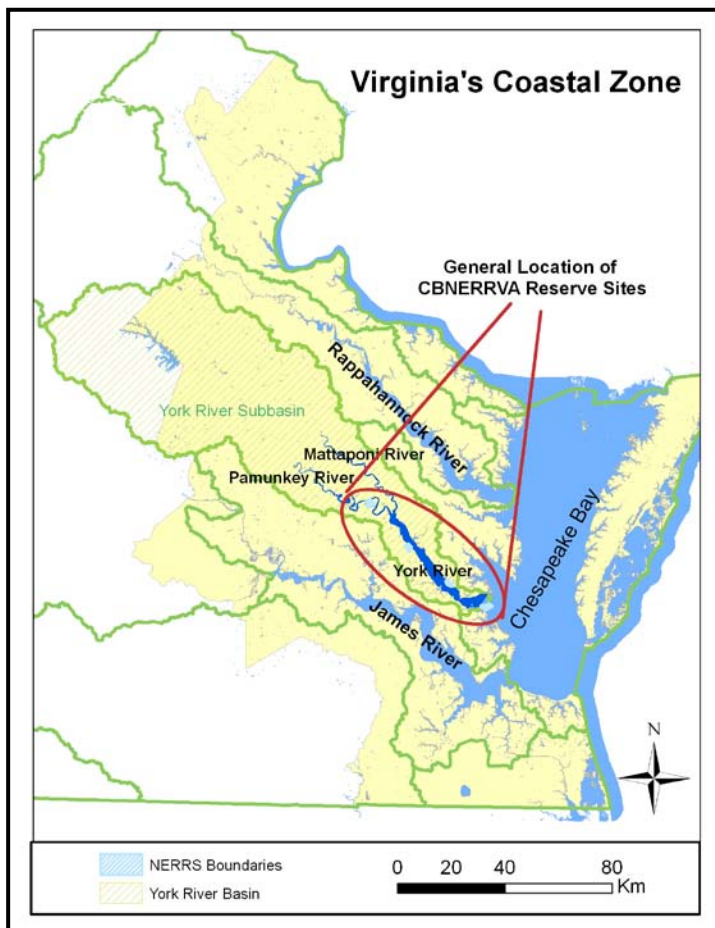 Virginia's Coastal Zone
General Location of
CBNERRVA Reserve Sites
Rappahannock River
York River Subbasin
Mattaponi River
Pamunkey River
York River
Chesapeake Bay
James River
N
NERRS Boundaries
York River Basin
0 20 40 80
Km